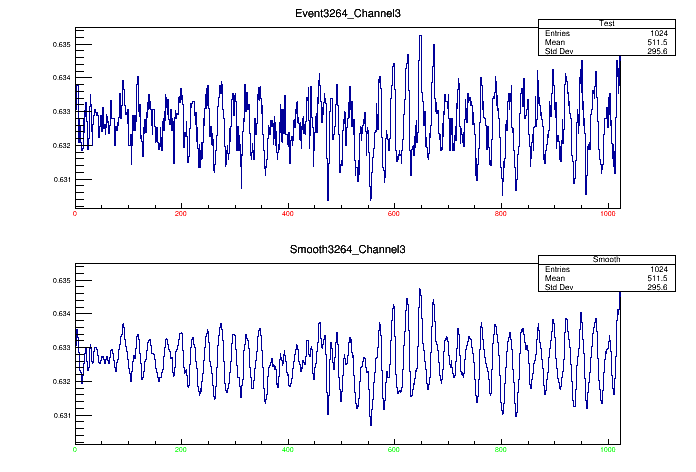 Event3264_Channel3
Test
Entries 1024
Mean 511.5
Std Dev 295.6
0.635
0.634
0.633
0.632
0.631
0 200 400 600 800 1000
Smooth3264_Channel3
Smooth
Entries 1024
Mean 511.5
Std Dev 295.6
0.635
0.634
0.633
0.632
0.631
0 200 400 600 800 1000